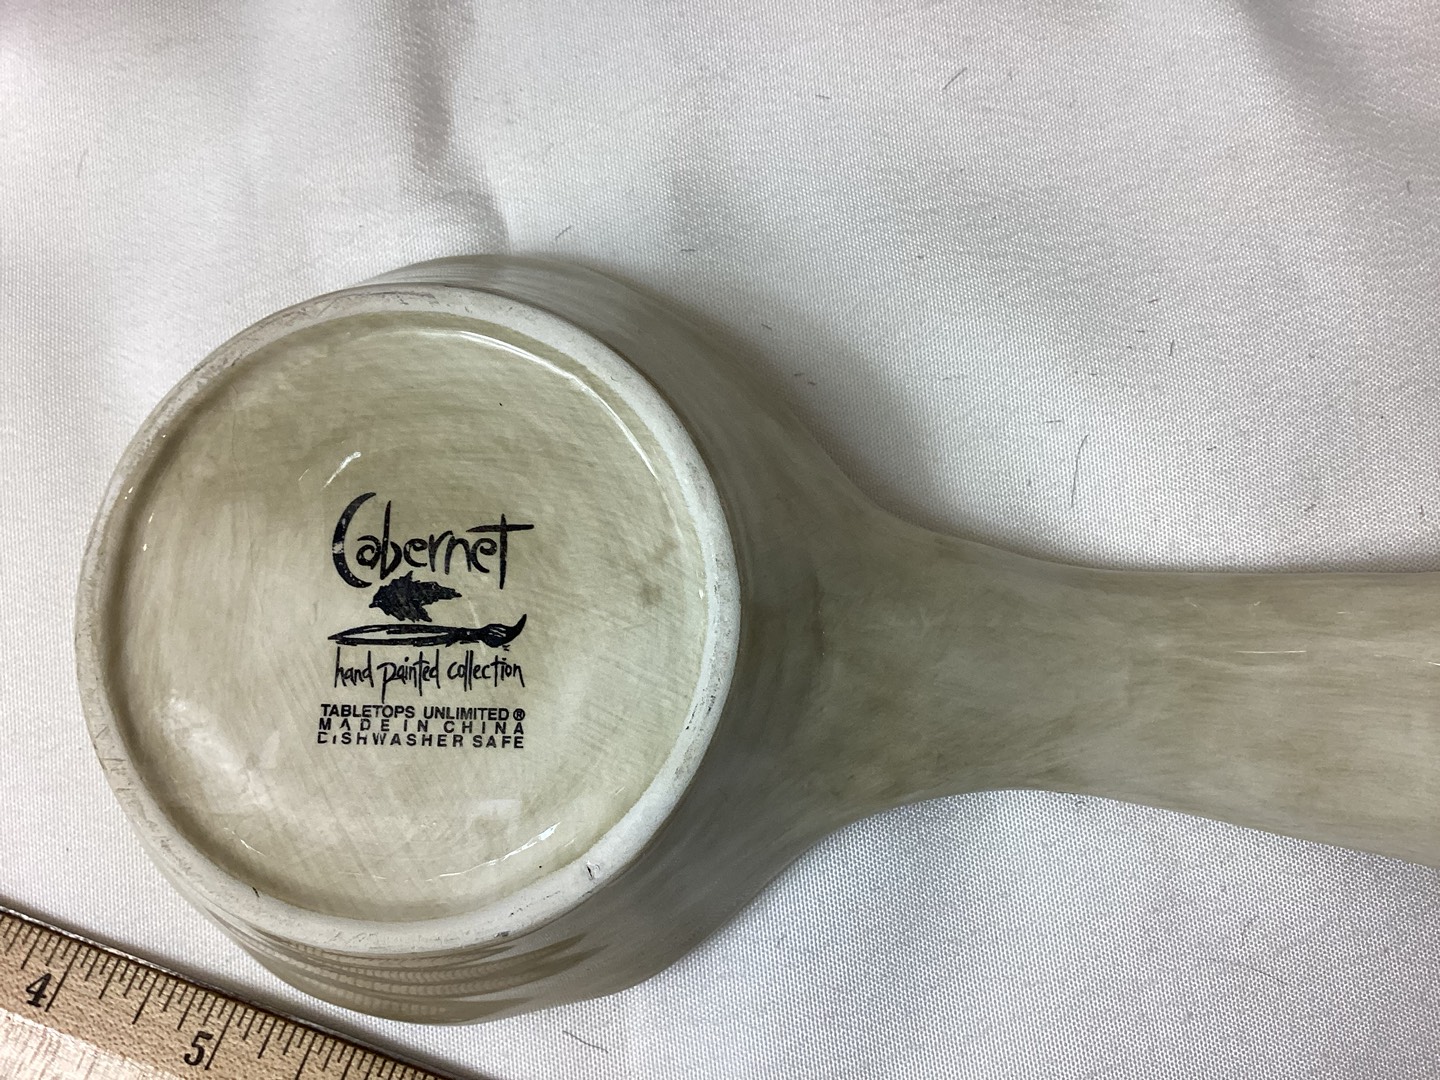 Cabernet
hand painted collection
TABLETOPS UNLIMITED®
MADE IN CHINA
DISHWASHER SAFE
4
5